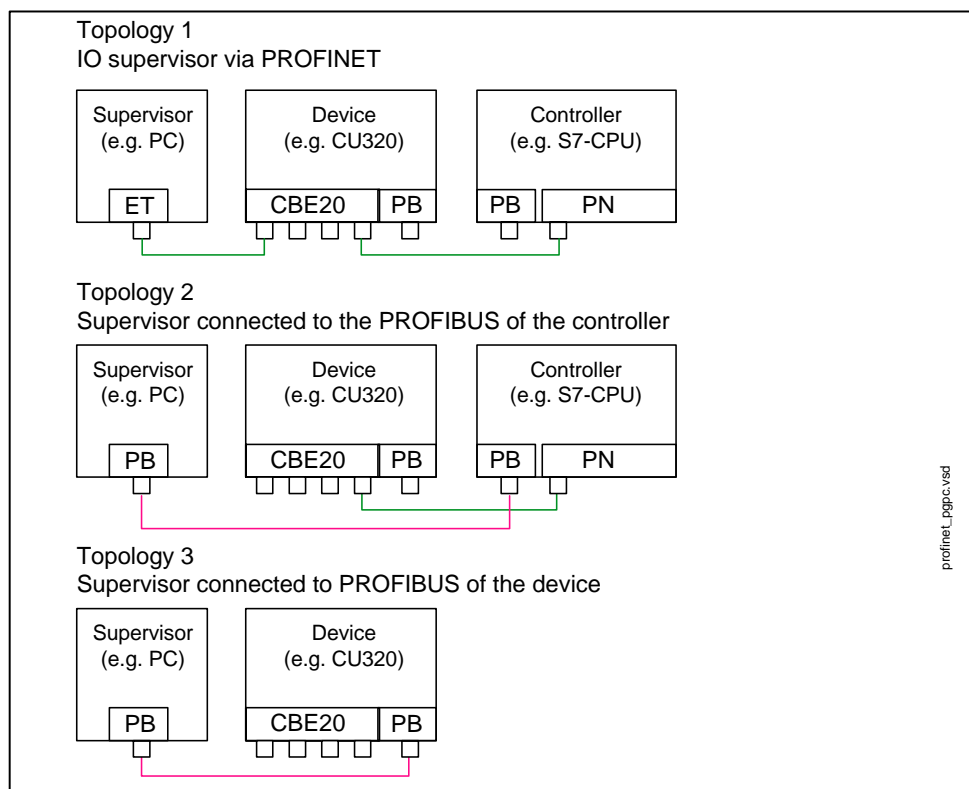 Topology 1
IO supervisor via PROFINET
Supervisor
(e.g. PC)
ET
Device
(e.g. CU320)
CBE20
PB
Controller
(e.g. S7-CPU)
PB
PN
Topology 2
Supervisor connected to the PROFIBUS of the controller
Supervisor
(e.g. PC)
PB
Device
(e.g. CU320)
CBE20
PB
Controller
(e.g. S7-CPU)
PB
PN
Topology 3
Supervisor connected to PROFIBUS of the device
Supervisor
(e.g. PC)
PB
Device
(e.g. CU320)
CBE20
PB
profinet_pgpc.vsd